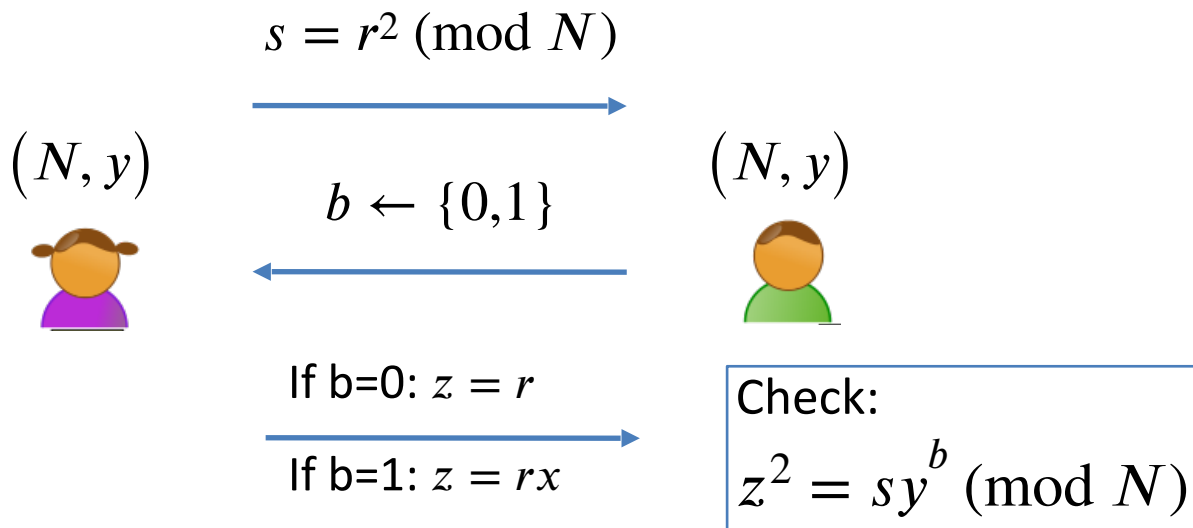 s = r² (mod N)
(N, y)
(N, y)
b ← {0,1}
If b=0: z = r
If b=1: z = rx
Check:
z² = sy^b (mod N)